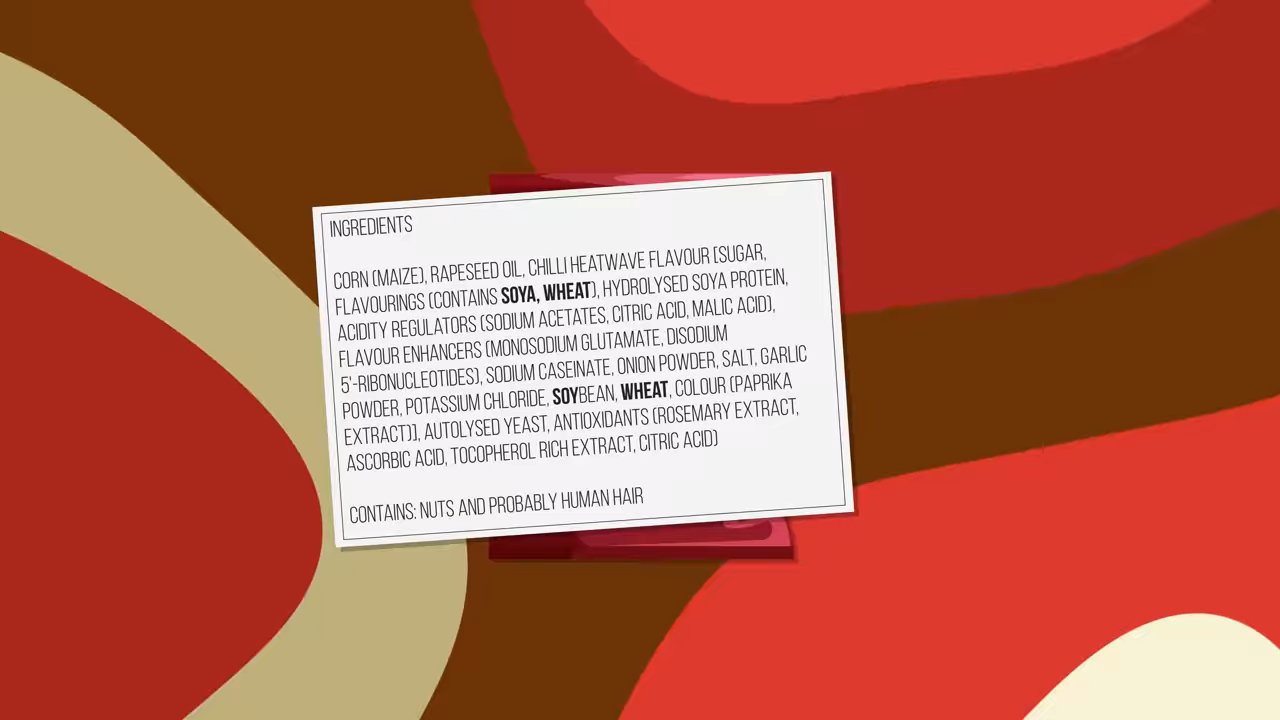 INGREDIENTS
CORN (MAIZE), RAPESEED OIL, CHILLI HEATWAVE FLAVOUR [SUGAR,
FLAVOURINGS (CONTAINS SOYA, WHEAT), HYDROLYSED SOYA PROTEIN,
ACIDITY REGULATORS (SODIUM ACETATES, CITRIC ACID, MALIC ACID),
FLAVOUR ENHANCERS (MONOSODIUM GLUTAMATE, DISODIUM
5'-RIBONUCLEOTIDES), SODIUM CASEINATE, ONION POWDER, SALT, GARLIC
POWDER, POTASSIUM CHLORIDE, SOYBEAN, WHEAT, COLOUR (PAPRIKA
EXTRACT)], AUTOLYSED YEAST, ANTIOXIDANTS (ROSEMARY EXTRACT,
ASCORBIC ACID, TOCOPHEROL RICH EXTRACT, CITRIC ACID)
CONTAINS: NUTS AND PROBABLY HUMAN HAIR